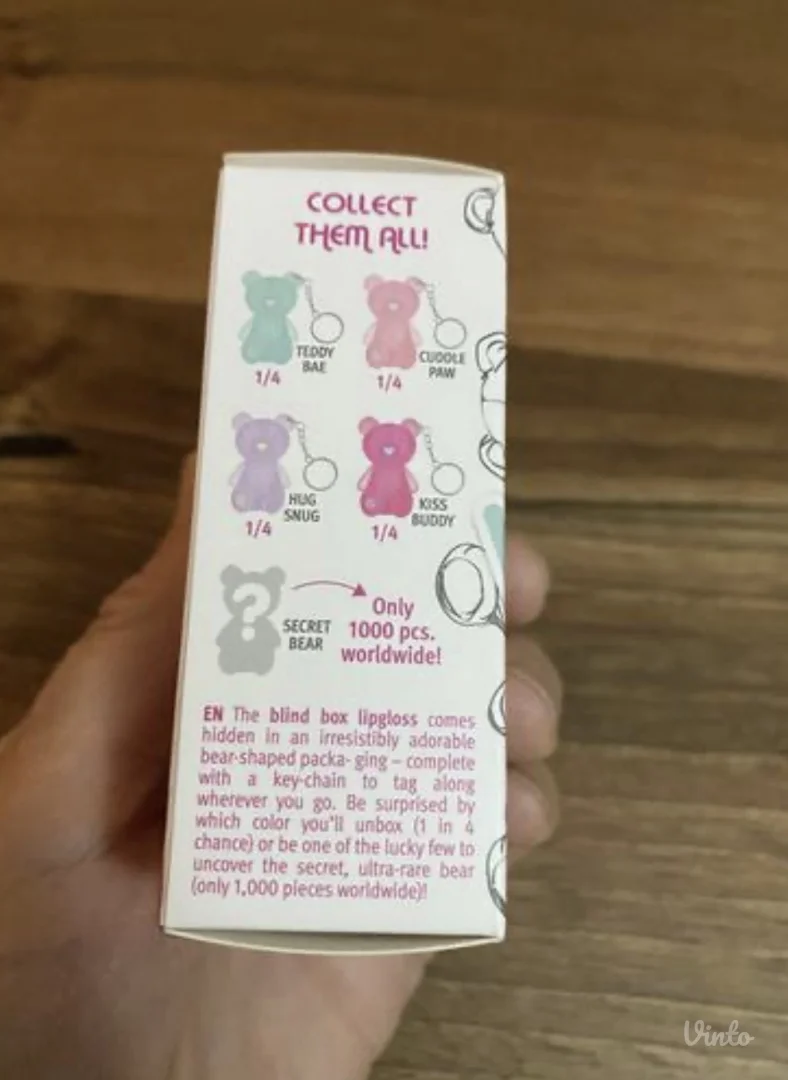 COLLECT
THEM ALL!
TEDDY
BAE
1/4
CUDDLE
PAW
1/4
HUG
SNUG
1/4
KISS
BUDDY
1/4
?
SECRET
BEAR
Only
1000 pcs.
worldwide!
EN The blind box lipgloss comes
hidden in an irresistibly adorable
bear-shaped packa- ging – complete
with a key-chain to tag along
wherever you go. Be surprised by
which color you'll unbox (1 in 4
chance) or be one of the lucky few to
uncover the secret, ultra-rare bear
(only 1,000 pieces worldwide)!
Vinto